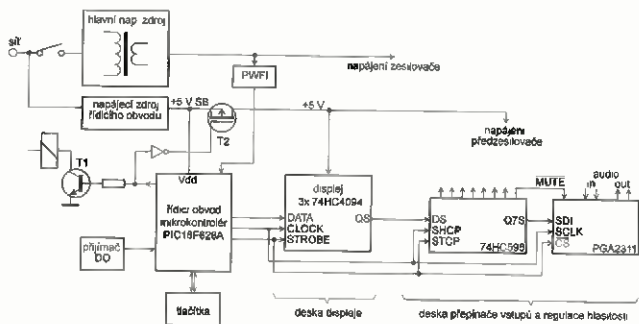 hlavní nap. zdroj
síť
napájení zesilovače
PWFI
napájecí zdroj
řídicího obvodu
+5 V SB
+5 V
T2
napájení
předzesilovače
T1
Vdd
displej
3x 74HC4094
MUTE
audio
in
out
řídicí obvod
mikrokontrolér
PIC16F628A
DATA
CLOCK
STROBE
QS
DS
SHCP
STCP
Q7S
74HC595
SDI
SCLK
CS
PGA2311
přijímač
DO
tlačítka
deska displeje
deska přepínače vstupů a regulace hlasitosti